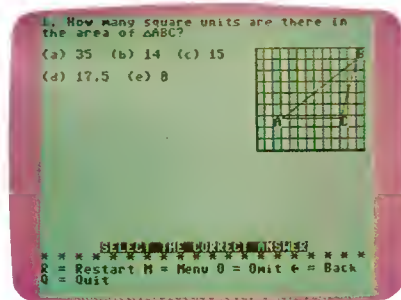 1. How many square units are there in
the area of △ABC?
(a) 35 (b) 14 (c) 15
(d) 17.5 (e) 8
B
A C
SELECT THE CORRECT ANSWER
* * * * * * * * * * * * * * * * * * * *
R = Restart M = Menu O = Omit ← = Back
Q = Quit